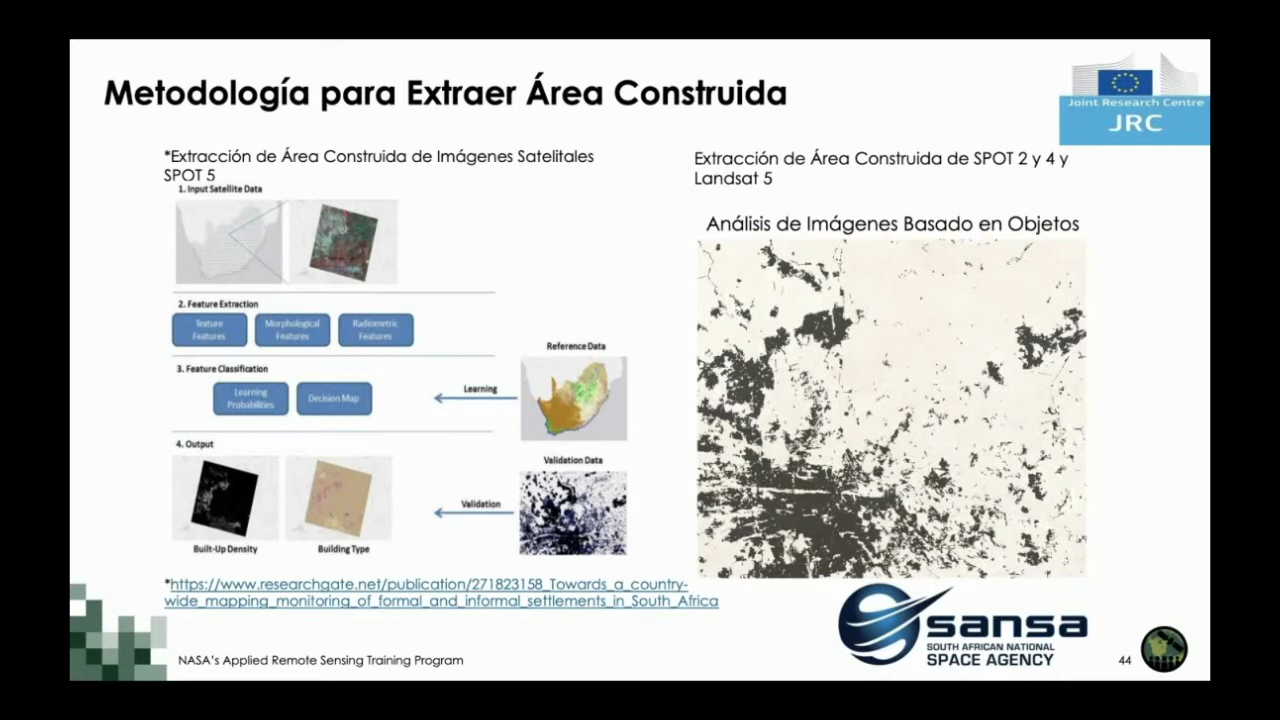 Metodología para Extraer Área Construida
Joint Research Centre
JRC
*Extracción de Área Construida de Imágenes Satelitales
SPOT 5
1. Input Satellite Data
2. Feature Extraction
Texture
Features
Morphological
Features
Radiometric
Features
Reference Data
3. Feature Classification
Learning
Probabilities
Decision Map
Learning
4. Output
Validation Data
Validation
Built-Up Density
Building Type
*https://www.researchgate.net/publication/271823158_Towards_a_country-
wide_mapping_monitoring_of_formal_and_informal_settlements_in_South_Africa
Extracción de Área Construida de SPOT 2 y 4 y
Landsat 5
Análisis de Imágenes Basado en Objetos
sansa
SOUTH AFRICAN NATIONAL
SPACE AGENCY
NASA's Applied Remote Sensing Training Program
44